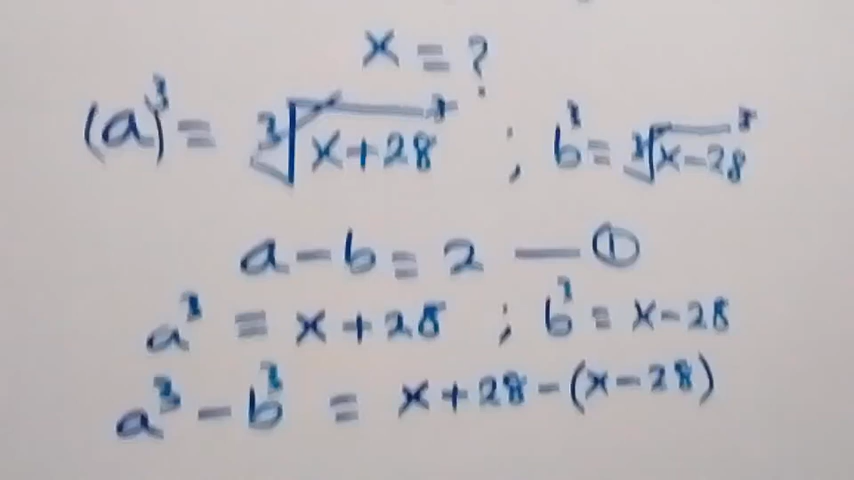 x = ?
(a)³ = ∛(x+28)³ ; b³ = ∛(x-28)³
a - b = 2 — ①
a³ = x+28 ; b³ = x-28
a³ - b³ = x+28-(x-28)